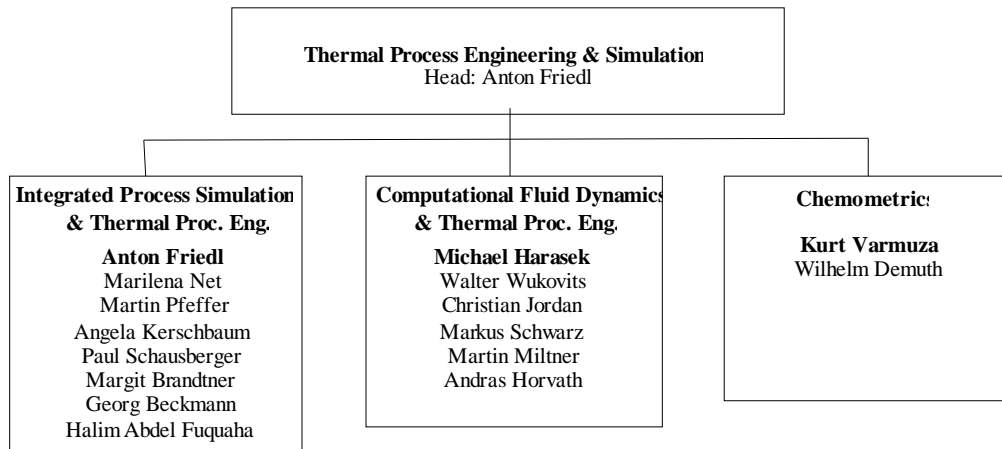 Thermal Process Engineering & Simulation
Head: Anton Friedl
Integrated Process Simulation
& Thermal Proc. Eng.
Anton Friedl
Marilena Net
Martin Pfeffer
Angela Kerschbaum
Paul Schausberger
Margit Brandtner
Georg Beckmann
Halim Abdel Fuquaha
Computational Fluid Dynamics
& Thermal Proc. Eng.
Michael Harasek
Walter Wukovits
Christian Jordan
Markus Schwarz
Martin Miltner
Andras Horvath
Chemometrics
Kurt Varmuza
Wilhelm Demuth